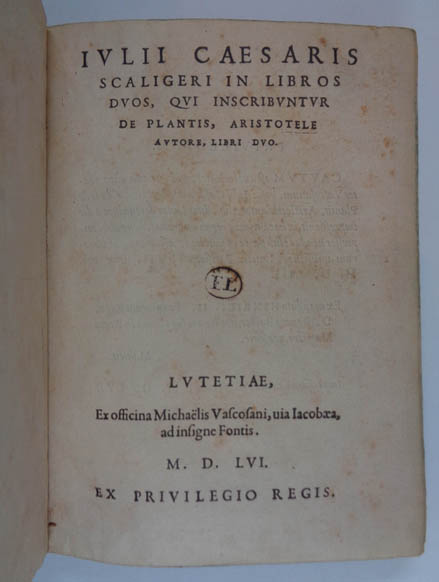 IVLII CAESARIS
SCALIGERI IN LIBROS
DVOS, QVI INSCRIBVNTVR
DE PLANTIS, ARISTOTELE
AVTORE, LIBRI DVO.
LVTETIAE,
Ex officina Michaëlis Vascosani, uia Iacobæa,
ad insigne Fontis.
M. D. LVI.
EX PRIVILEGIO REGIS.